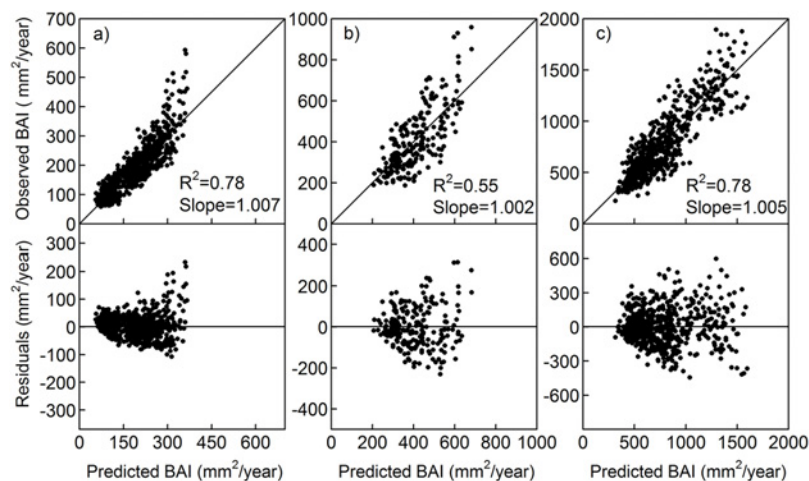 a)
700
600
500
400
300
200
100
0
Observed BAI ( mm²/year)
R²=0.78
Slope=1.007
b)
1000
800
600
400
200
0
R²=0.55
Slope=1.002
c)
2000
1500
1000
500
0
R²=0.78
Slope=1.005
300
200
100
0
-100
-200
-300
Residuals (mm²/year)
0 150 300 450 600
Predicted BAI (mm²/year)
400
200
0
-200
-400
-500
0 200 400 600 800 1000
Predicted BAI (mm²/year)
600
300
0
-300
-600
0 500 1000 1500 2000
Predicted BAI (mm²/year)